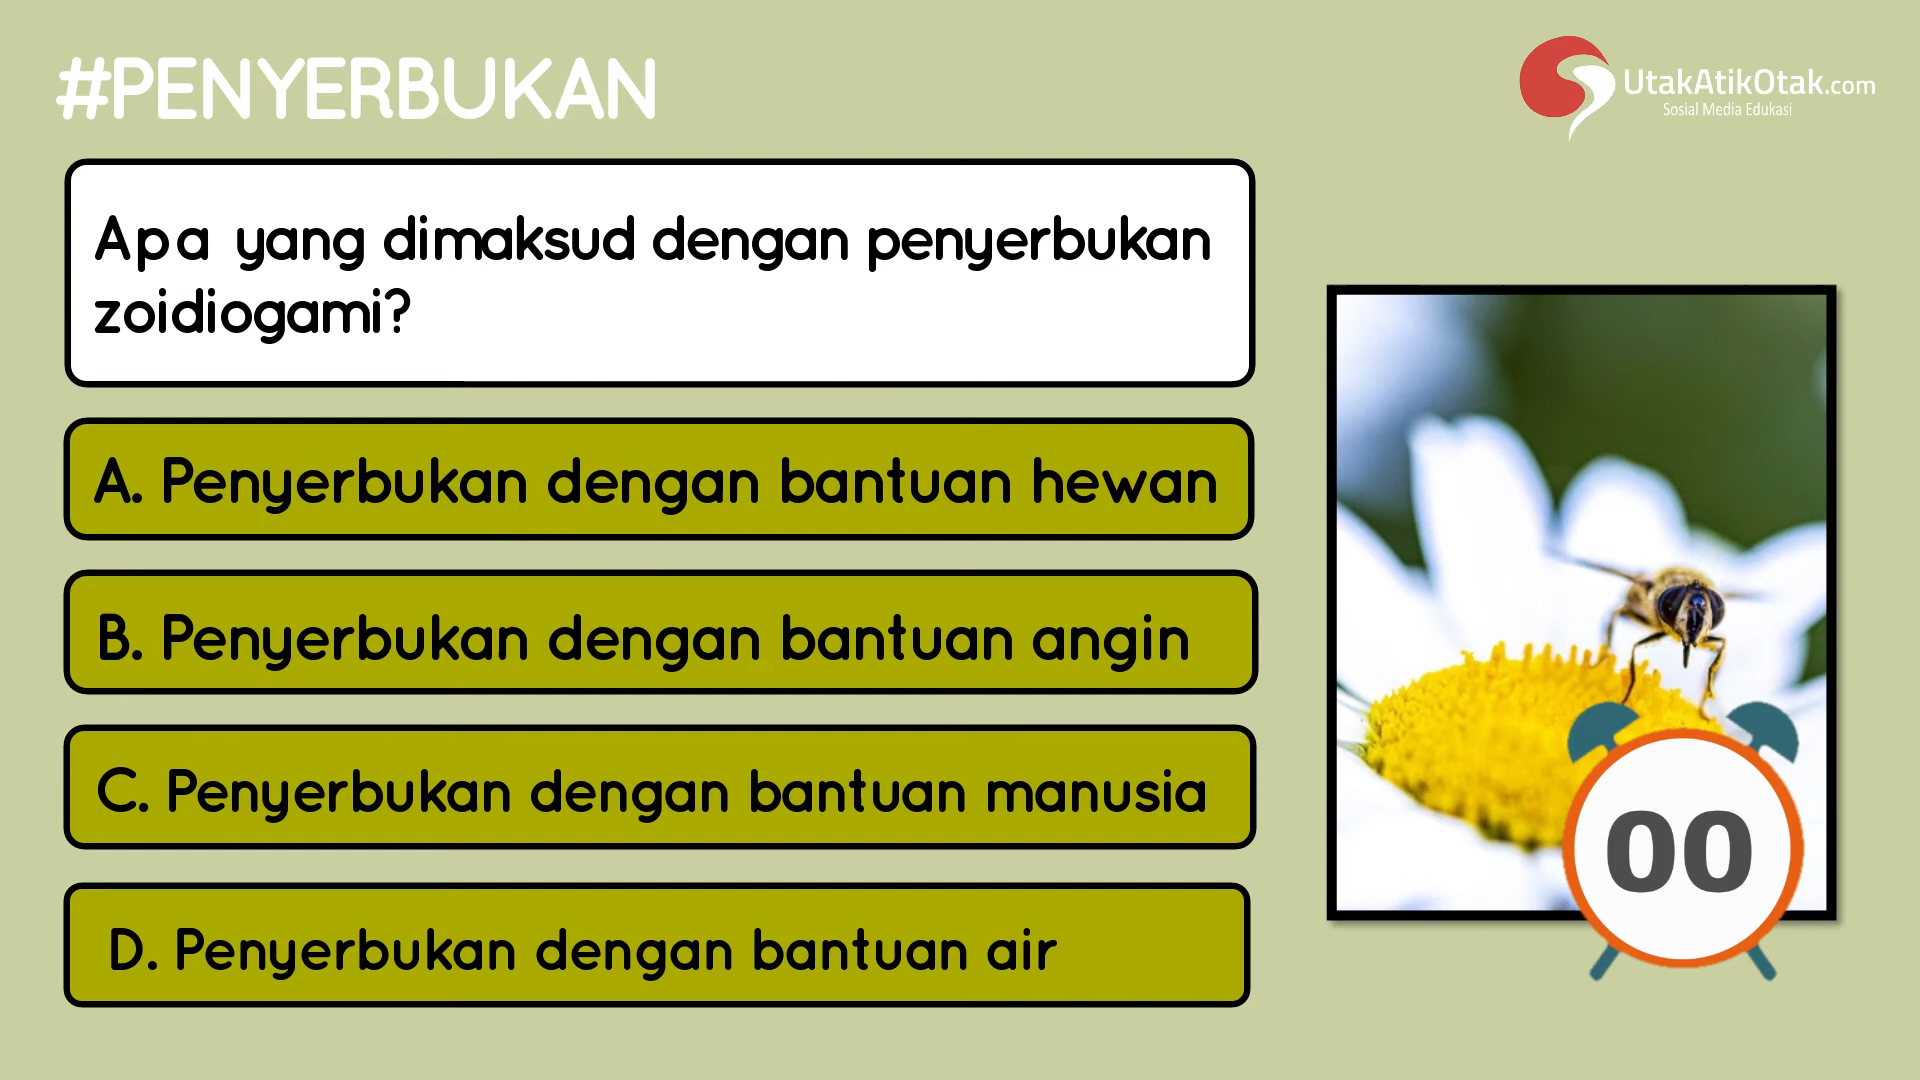 #PENYERBUKAN
UtakAtikOtak.com
Sosial Media Edukasi
Apa yang dimaksud dengan penyerbukan
zoidiogami?
A. Penyerbukan dengan bantuan hewan
B. Penyerbukan dengan bantuan angin
C. Penyerbukan dengan bantuan manusia
D. Penyerbukan dengan bantuan air
00